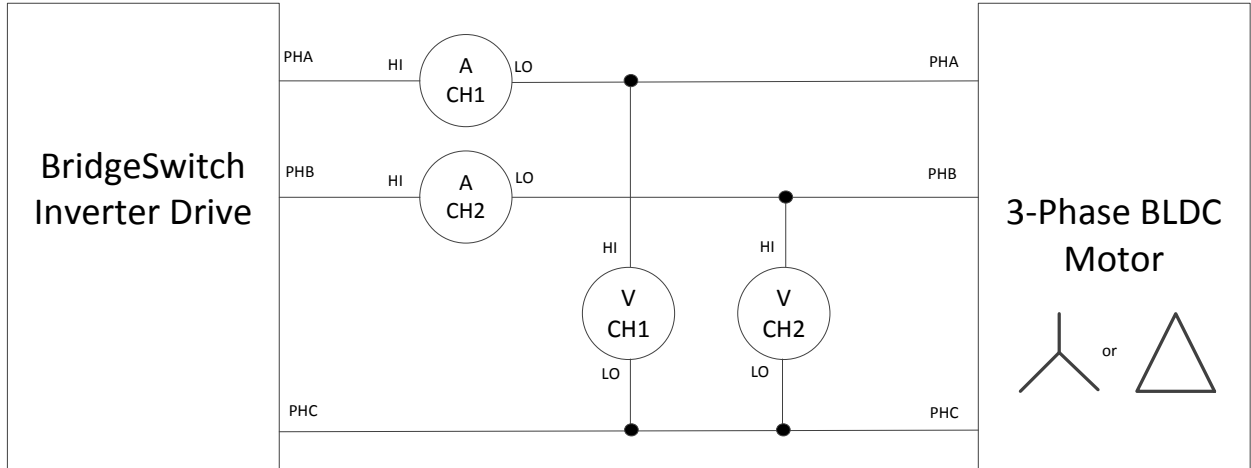 PHA
HI
A
CH1
LO
PHA
BridgeSwitch
Inverter Drive
PHB
HI
A
CH2
LO
PHB
3-Phase BLDC
Motor
HI
V
CH1
LO
HI
V
CH2
LO
or
PHC
PHC